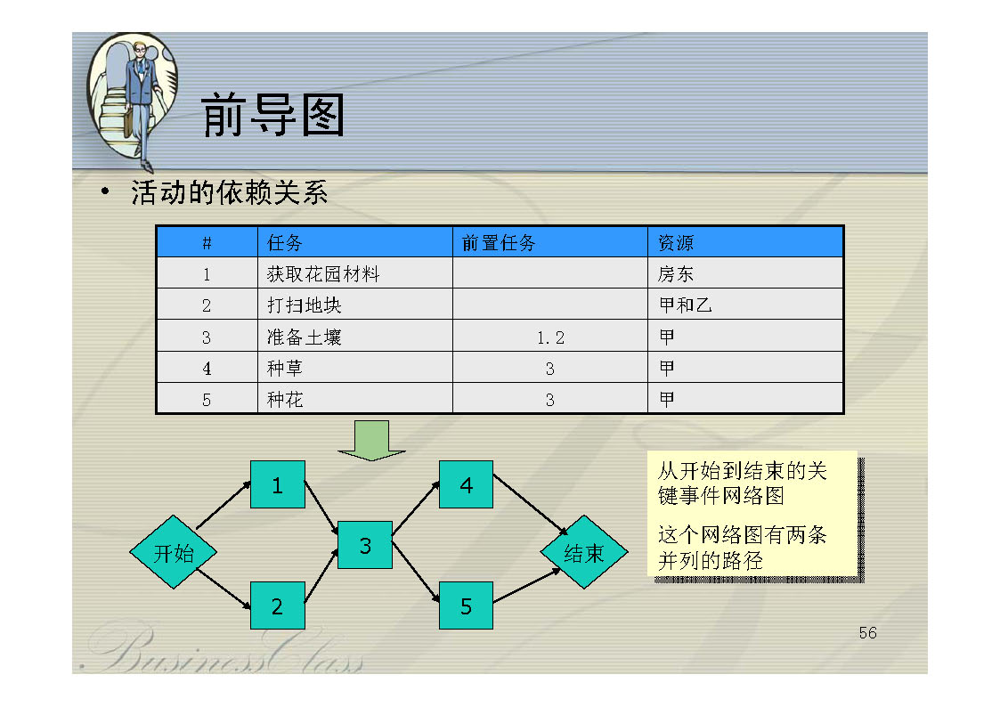 前导图
• 活动的依赖关系
# 任务 前置任务 资源
1 获取花园材料 房东
2 打扫地块 甲和乙
3 准备土壤 1.2 甲
4 种草 3 甲
5 种花 3 甲
从开始到结束的关
键事件网络图
这个网络图有两条
并列的路径
1 4
开始 3 结束
2 5
56
BusinessClass